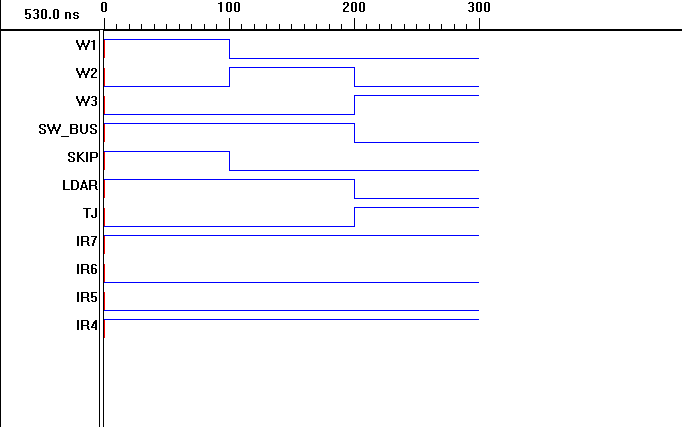 530.0 ns 0 100 200 300
W1
W2
W3
SW_BUS
SKIP
LDAR
TJ
IR7
IR6
IR5
IR4